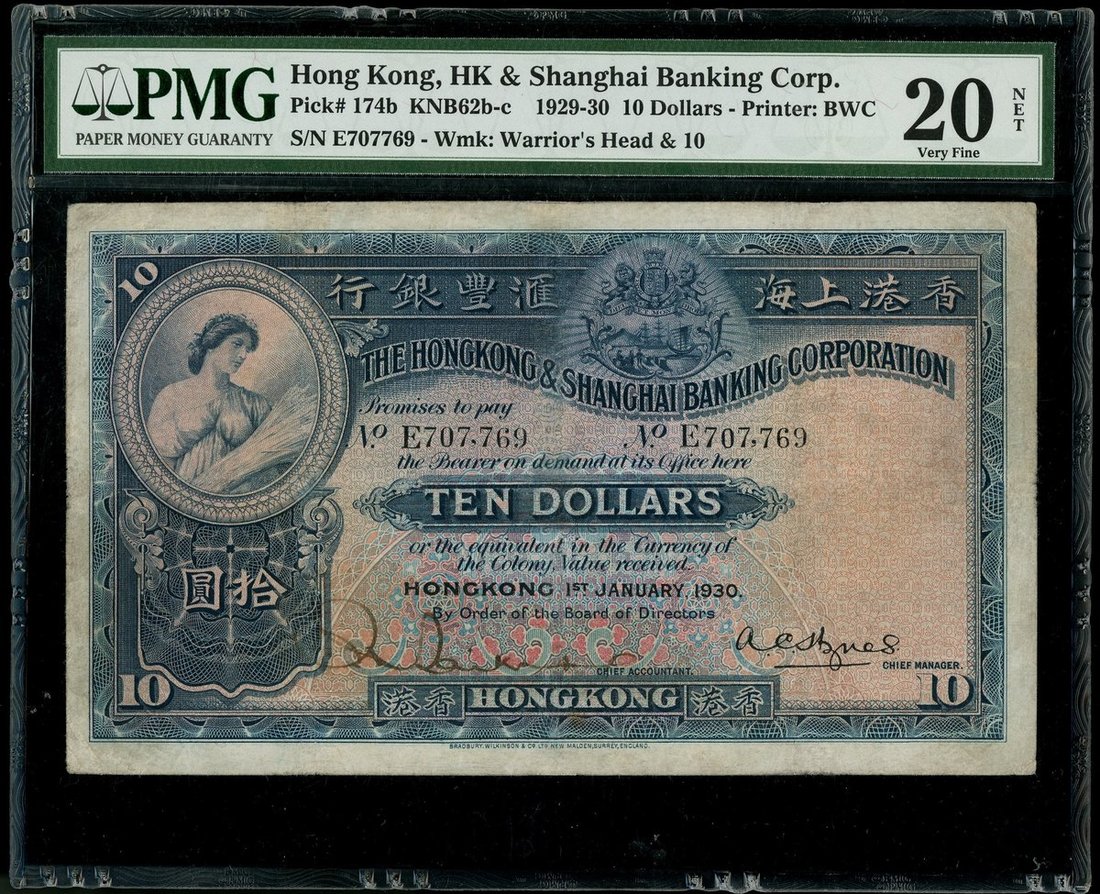 PMG
PAPER MONEY GUARANTY
Hong Kong, HK & Shanghai Banking Corp.
Pick# 174b KNB62b-c 1929-30 10 Dollars - Printer: BWC
S/N E707769 - Wmk: Warrior's Head & 10
20
NET
Very Fine
10
行銀豐滙 海上港香
THE HONGKONG & SHANGHAI BANKING CORPORATION
Promises to pay
No. E707,769 No. E707,769
the Bearer on demand at its Office here
TEN DOLLARS
or the equivalent in the Currency of
the Colony, Value received.
圓拾
HONGKONG 1ST JANUARY, 1930.
By Order of the Board of Directors
CHIEF ACCOUNTANT.
CHIEF MANAGER.
10 港香 HONGKONG 港香 10
BRADBURY, WILKINSON & Co. LTD. NEW MALDEN, SURREY, ENGLAND.